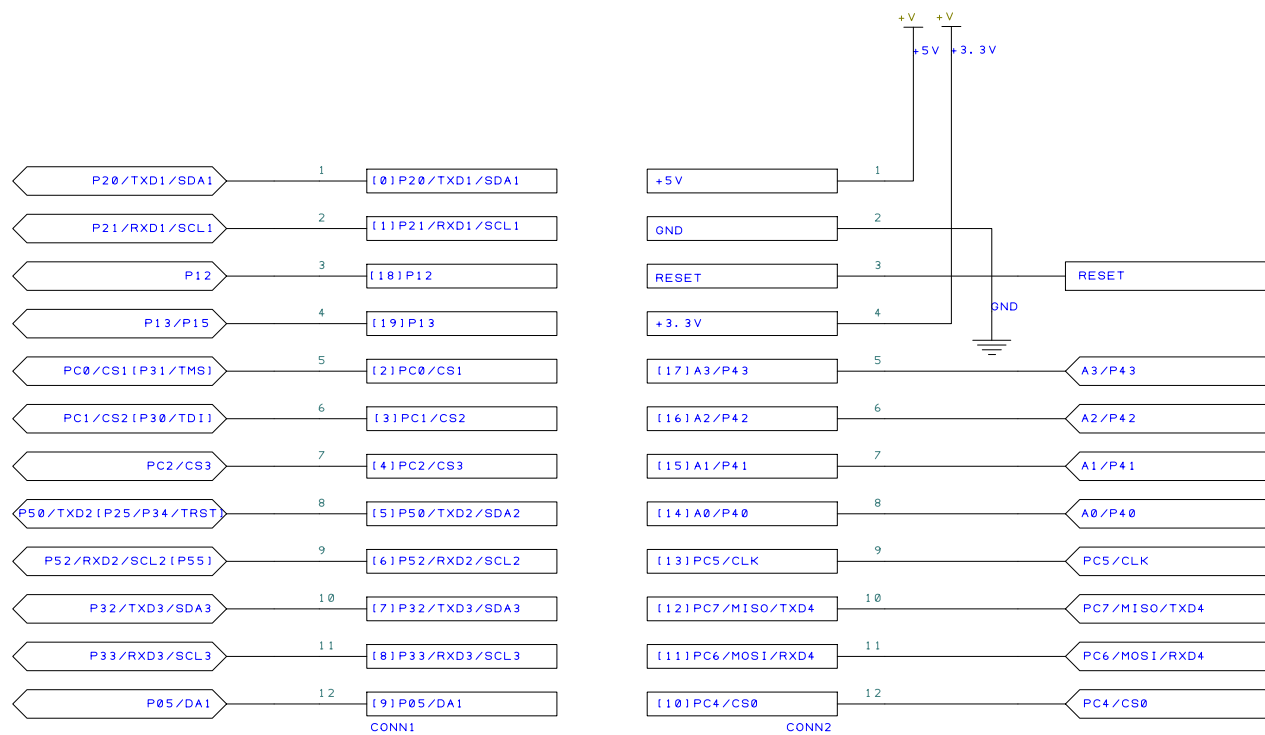 +V +V
+5V +3.3V
P20/TXD1/SDA1 1 [0]P20/TXD1/SDA1
P21/RXD1/SCL1 2 [1]P21/RXD1/SCL1
P12 3 [18]P12
P13/P15 4 [19]P13
PC0/CS1[P31/TMS] 5 [2]PC0/CS1
PC1/CS2[P30/TDI] 6 [3]PC1/CS2
PC2/CS3 7 [4]PC2/CS3
P50/TXD2[P25/P34/TRST] 8 [5]P50/TXD2/SDA2
P52/RXD2/SCL2[P55] 9 [6]P52/RXD2/SCL2
P32/TXD3/SDA3 10 [7]P32/TXD3/SDA3
P33/RXD3/SCL3 11 [8]P33/RXD3/SCL3
P05/DA1 12 [9]P05/DA1
CONN1
+5V 1
GND 2
RESET 3 RESET
GND
+3.3V 4
[17]A3/P43 5 A3/P43
[16]A2/P42 6 A2/P42
[15]A1/P41 7 A1/P41
[14]A0/P40 8 A0/P40
[13]PC5/CLK 9 PC5/CLK
[12]PC7/MISO/TXD4 10 PC7/MISO/TXD4
[11]PC6/MOSI/RXD4 11 PC6/MOSI/RXD4
[10]PC4/CS0 12 PC4/CS0
CONN2